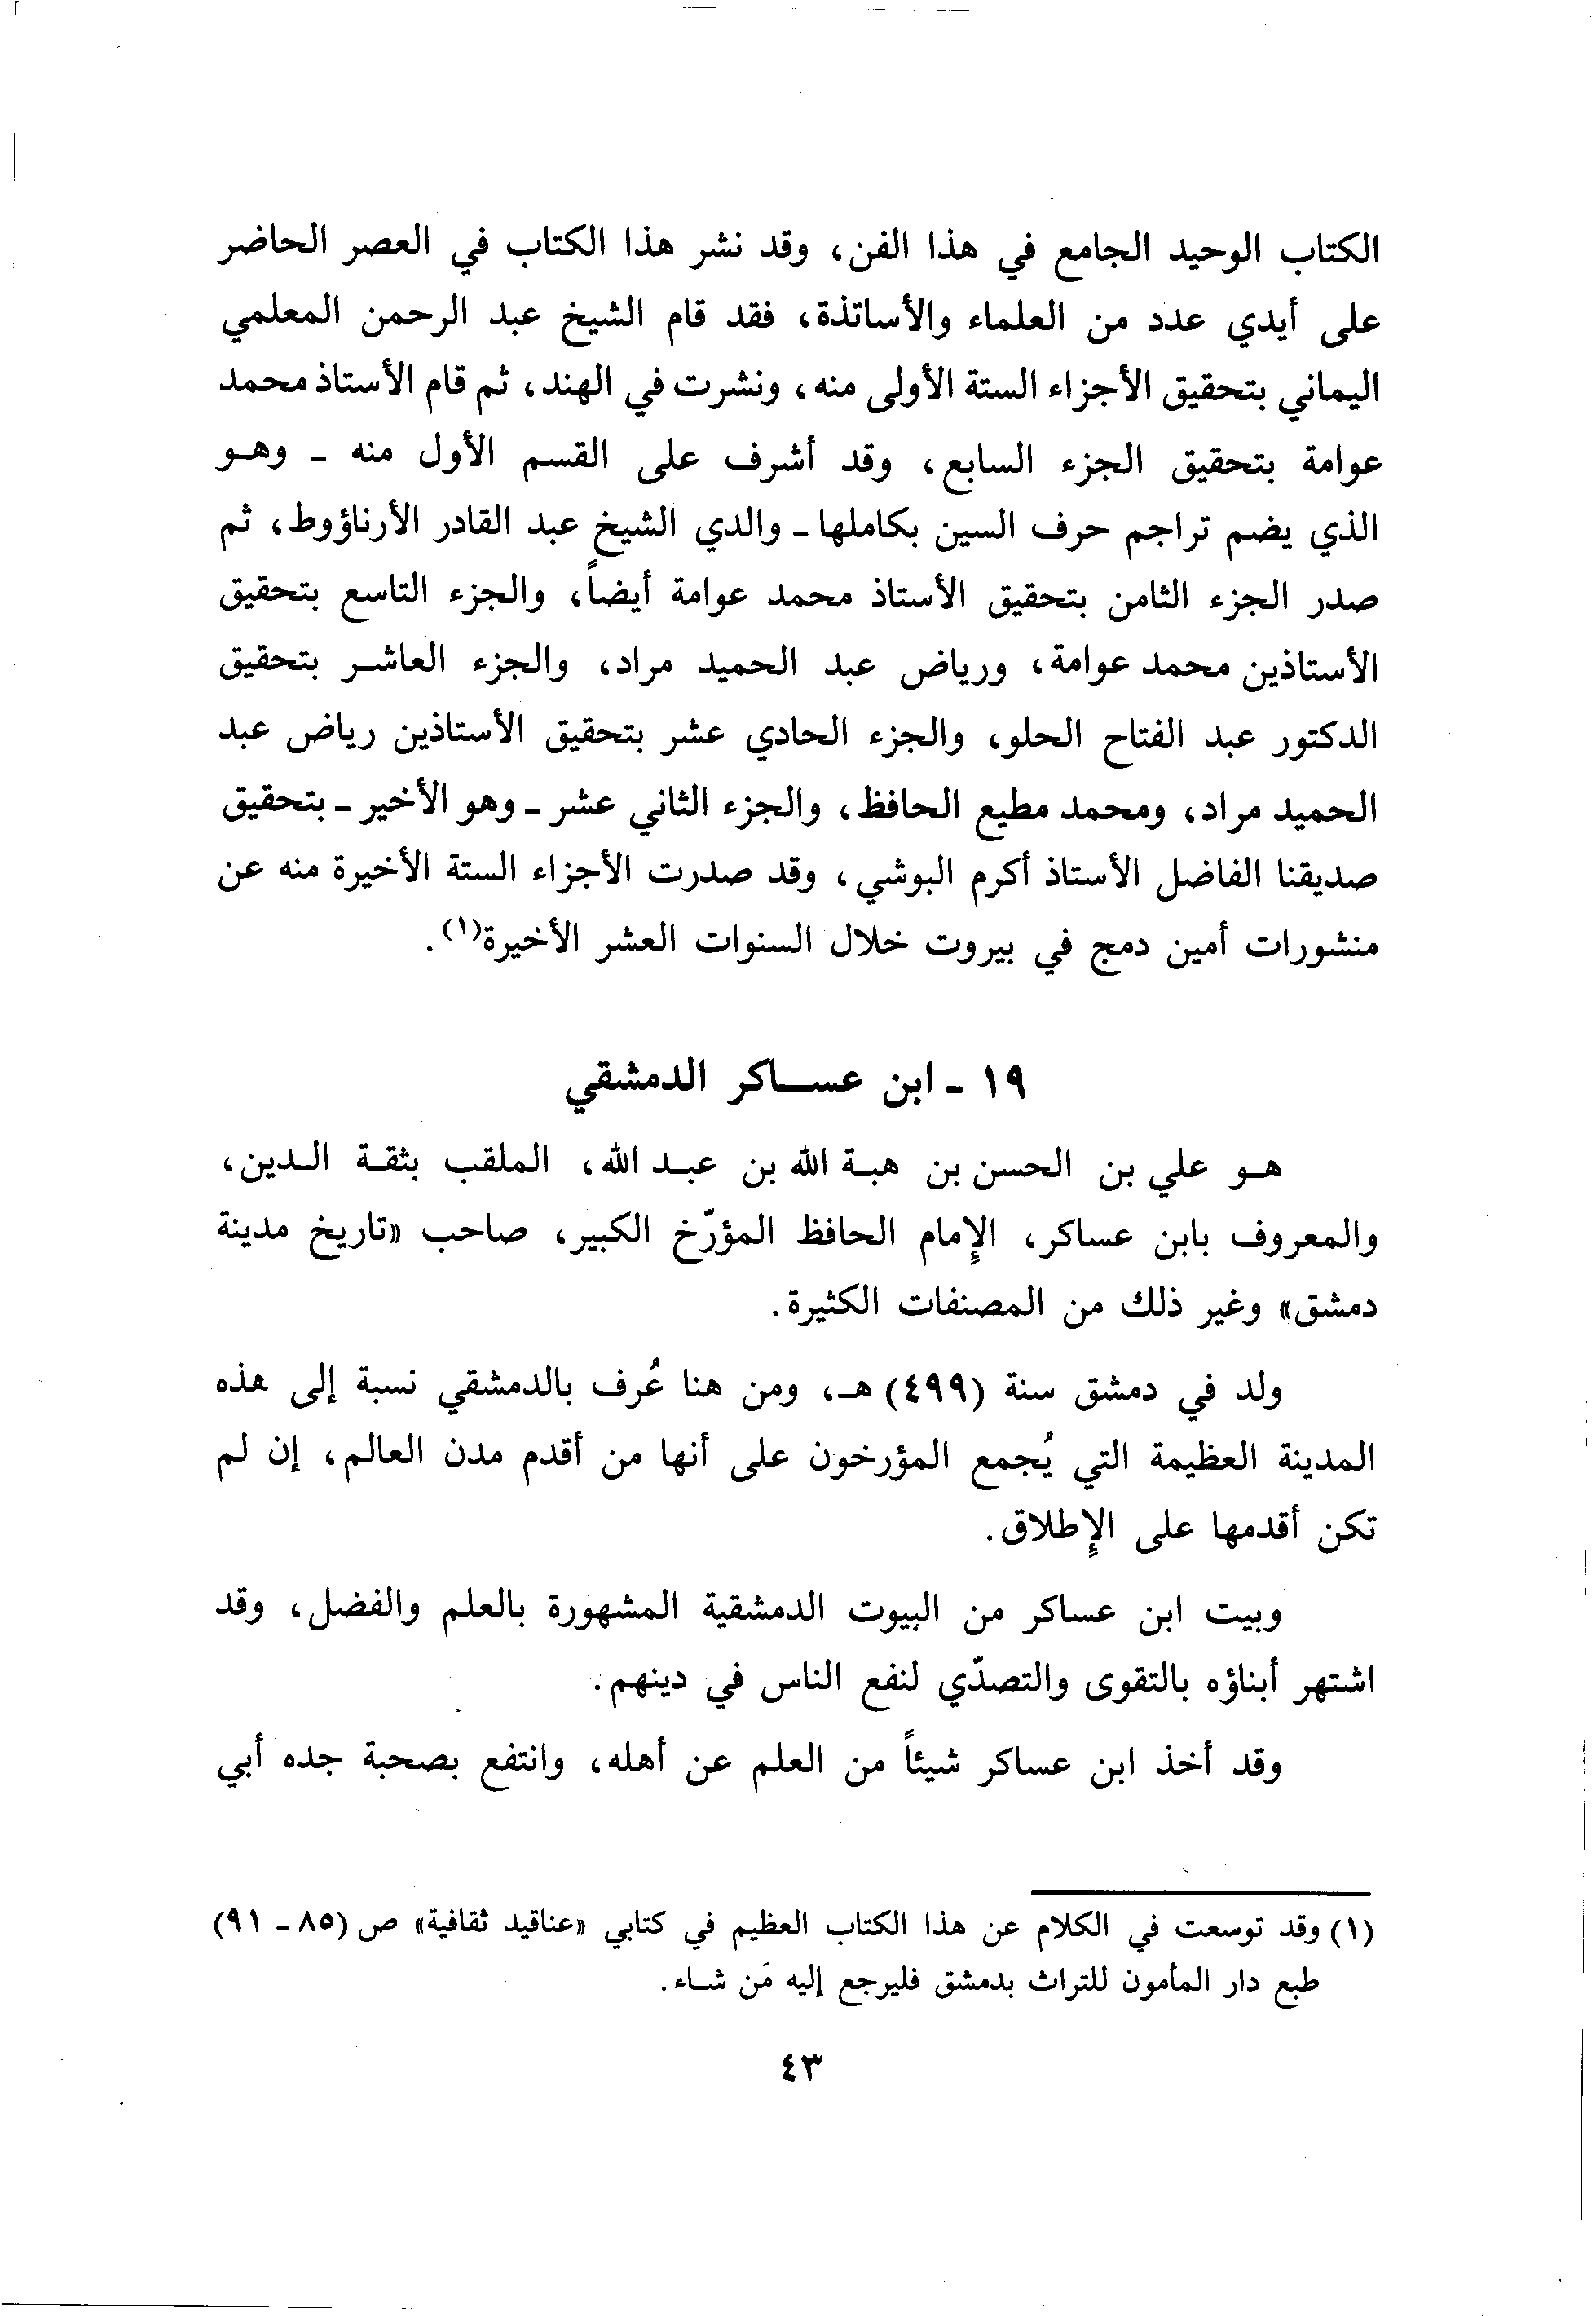 الكتاب الوحيد الجامع في هذا الفن، وقد نشر هذا الكتاب في العصر الحاضر
على أيدي عدد من العلماء والأساتذة، فقد قام الشيخ عبد الرحمن المعلمي
اليماني بتحقيق الأجزاء الستة الأولى منه، ونشرت في الهند، ثم قام الأستاذ محمد
عوامة بتحقيق الجزء السابع، وقد أشرف على القسم الأول منه - وهو
الذي يضم تراجم حرف السين بكاملها - والدي الشيخ عبد القادر الأرناؤوط، ثم
صدر الجزء الثامن بتحقيق الأستاذ محمد عوامة أيضاً، والجزء التاسع بتحقيق
الأستاذين محمد عوامة، ورياض عبد الحميد مراد، والجزء العاشر بتحقيق
الدكتور عبد الفتاح الحلو، والجزء الحادي عشر بتحقيق الأستاذين رياض عبد
الحميد مراد، ومحمد مطيع الحافظ، والجزء الثاني عشر - وهو الأخير - بتحقيق
صديقنا الفاضل الأستاذ أكرم البوشي، وقد صدرت الأجزاء الستة الأخيرة منه عن
منشورات أمين دمج في بيروت خلال السنوات العشر الأخيرة(١).
١٩ - ابن عساكر الدمشقي
هو علي بن الحسن بن هبة الله بن عبد الله، الملقب بثقة الدين،
والمعروف بابن عساكر، الإمام الحافظ المؤرّخ الكبير، صاحب «تاريخ مدينة
دمشق» وغير ذلك من المصنفات الكثيرة.
ولد في دمشق سنة (٤٩٩) هـ، ومن هنا عُرف بالدمشقي نسبة إلى هذه
المدينة العظيمة التي يُجمع المؤرخون على أنها من أقدم مدن العالم، إن لم
تكن أقدمها على الإطلاق.
وبيت ابن عساكر من البيوت الدمشقية المشهورة بالعلم والفضل، وقد
اشتهر أبناؤه بالتقوى والتصدّي لنفع الناس في دينهم.
وقد أخذ ابن عساكر شيئاً من العلم عن أهله، وانتفع بصحبة جده أبي
(١) وقد توسعت في الكلام عن هذا الكتاب العظيم في كتابي «عناقيد ثقافية» ص (٨٥ - ٩١)
طبع دار المأمون للتراث بدمشق فليرجع إليه مَن شاء.
٤٣